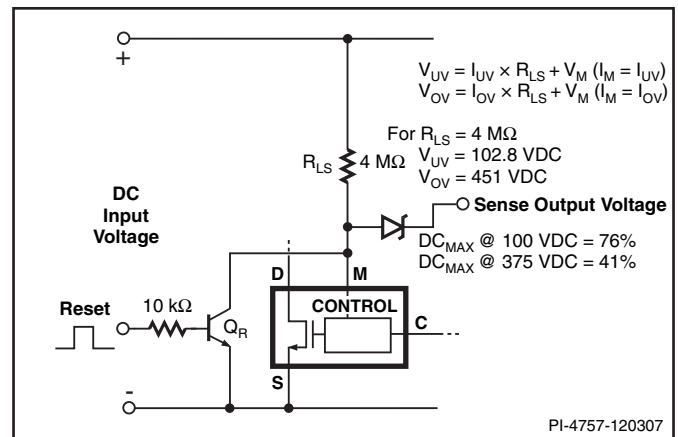 +
V_UV = I_UV × R_LS + V_M (I_M = I_UV)
V_OV = I_OV × R_LS + V_M (I_M = I_OV)
For R_LS = 4 MΩ
V_UV = 102.8 VDC
V_OV = 451 VDC
R_LS
4 MΩ
DC
Input
Voltage
Sense Output Voltage
DC_MAX @ 100 VDC = 76%
DC_MAX @ 375 VDC = 41%
D
M
Reset
10 kΩ
Q_R
CONTROL
C
S
-
PI-4757-120307